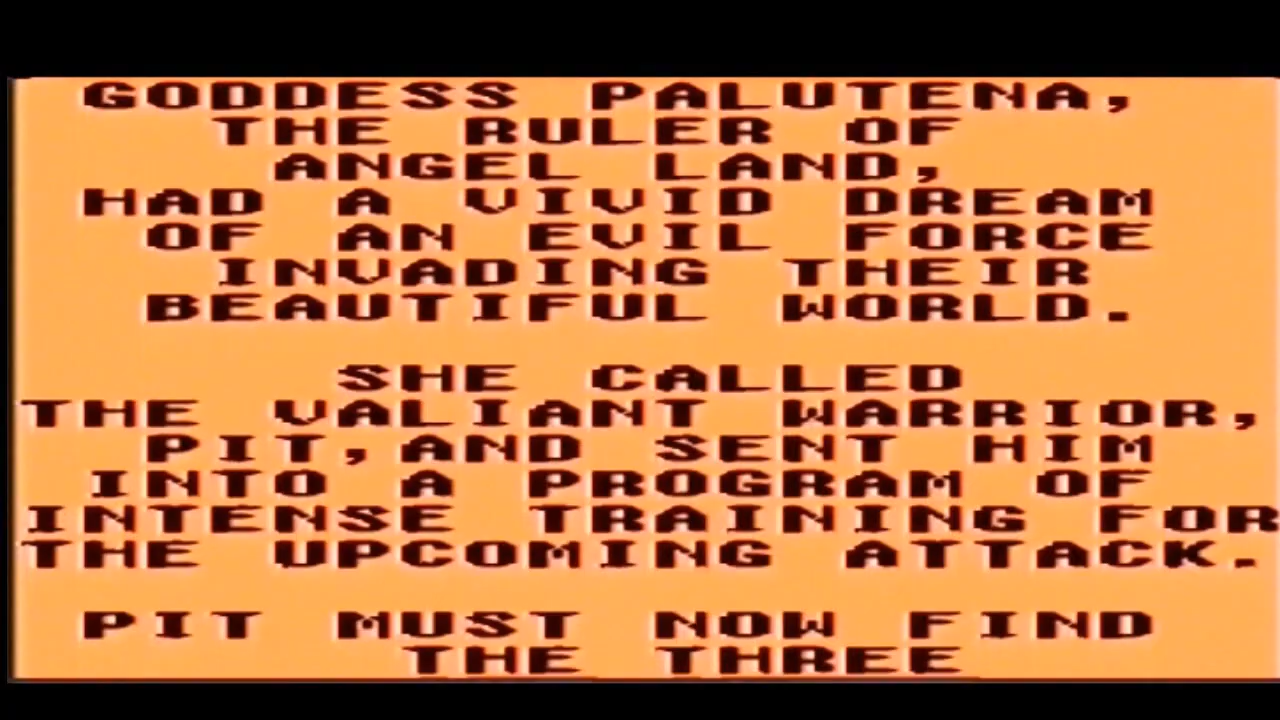 GODDESS PALUTENA,
THE RULER OF
ANGEL LAND,
HAD A VIVID DREAM
OF AN EVIL FORCE
INVADING THEIR
BEAUTIFUL WORLD.
SHE CALLED
THE VALIANT WARRIOR,
PIT,AND SENT HIM
INTO A PROGRAM OF
INTENSE TRAINING FOR
THE UPCOMING ATTACK.
PIT MUST NOW FIND
THE THREE